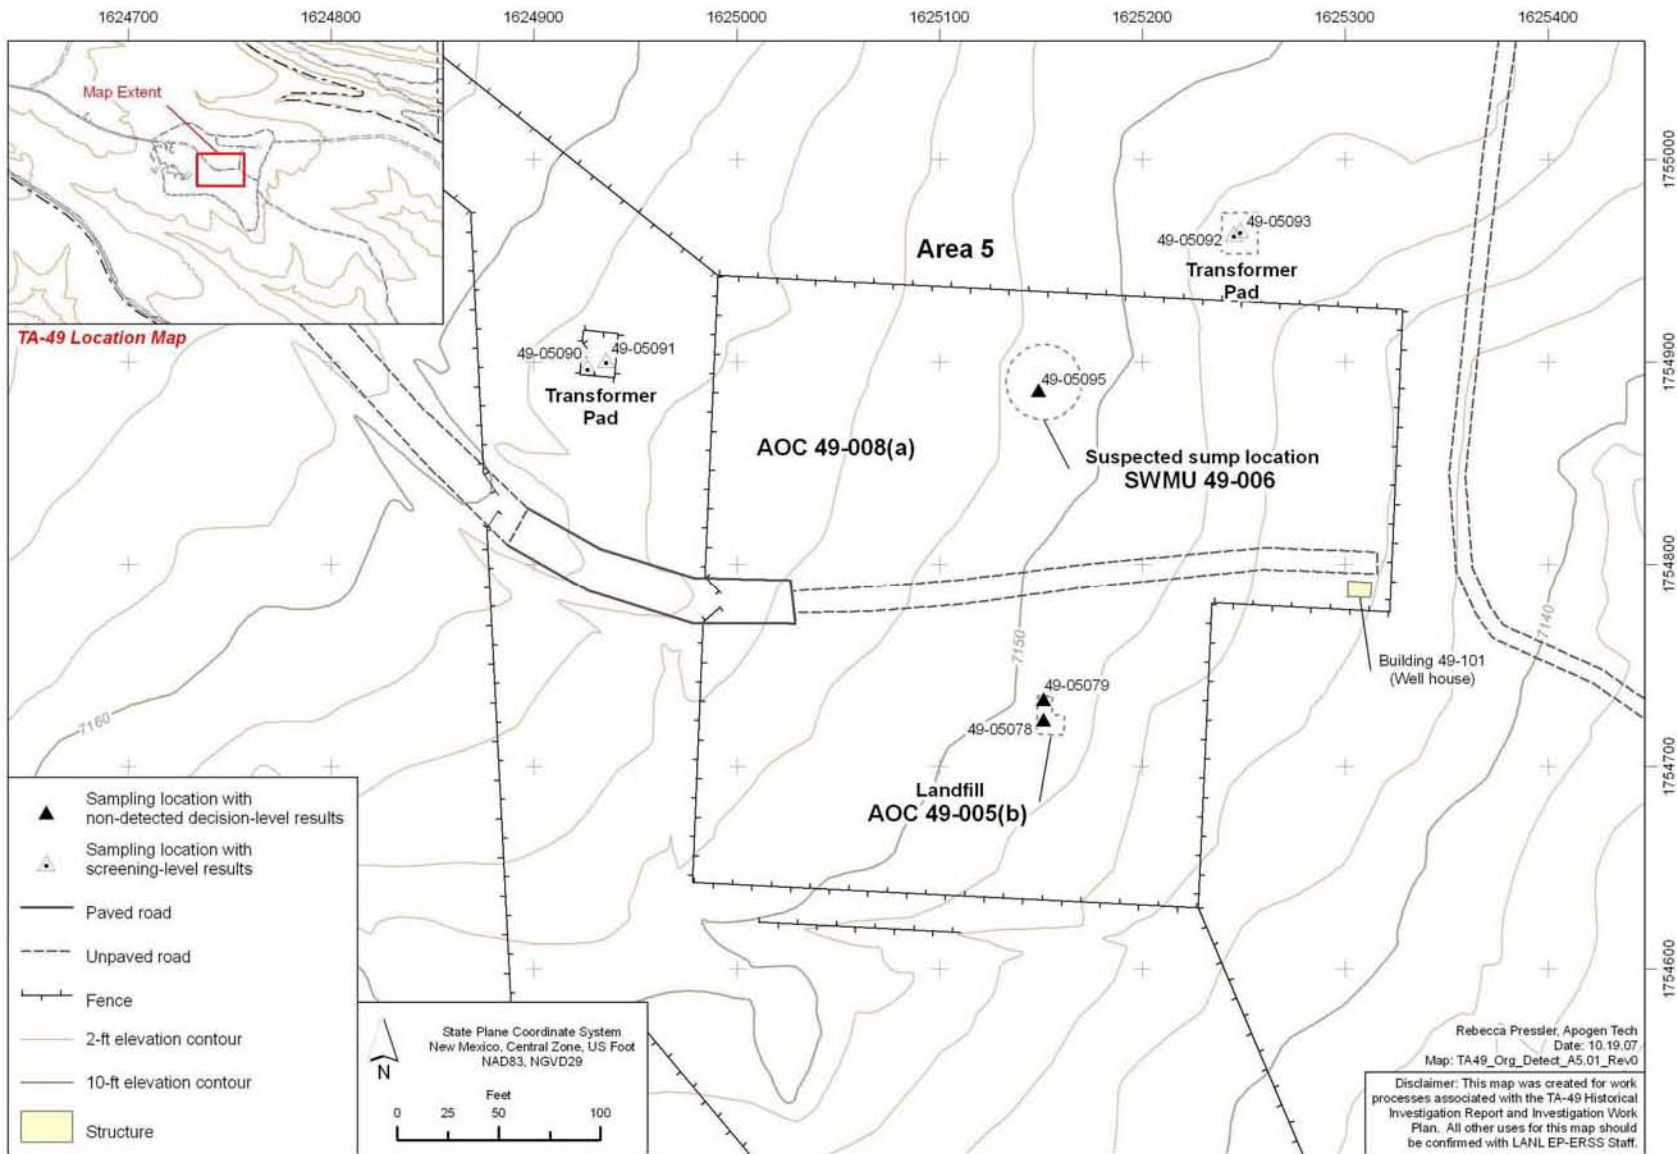 1624700 1624800 1624900 1625000 1625100 1625200 1625300 1625400
Map Extent
TA-49 Location Map
1755000
1754900
1754800
1754700
1754600
Area 5
49-05093
49-05092
Transformer
Pad
49-05090
49-05091
Transformer
Pad
49-05095
AOC 49-008(a)
Suspected sump location
SWMU 49-006
7150
7140
7160
Building 49-101
(Well house)
49-05079
49-05078
Landfill
AOC 49-005(b)
Sampling location with
non-detected decision-level results
Sampling location with
screening-level results
Paved road
Unpaved road
Fence
2-ft elevation contour
10-ft elevation contour
Structure
N
State Plane Coordinate System
New Mexico, Central Zone, US Foot
NAD83, NGVD29
Feet
0 25 50 100
Rebecca Pressler, Apogen Tech
Date: 10.19.07
Map: TA49_Org_Detect_A5.01_Rev0
Disclaimer: This map was created for work
processes associated with the TA-49 Historical
Investigation Report and Investigation Work
Plan. All other uses for this map should
be confirmed with LANL EP-ERSS Staff.